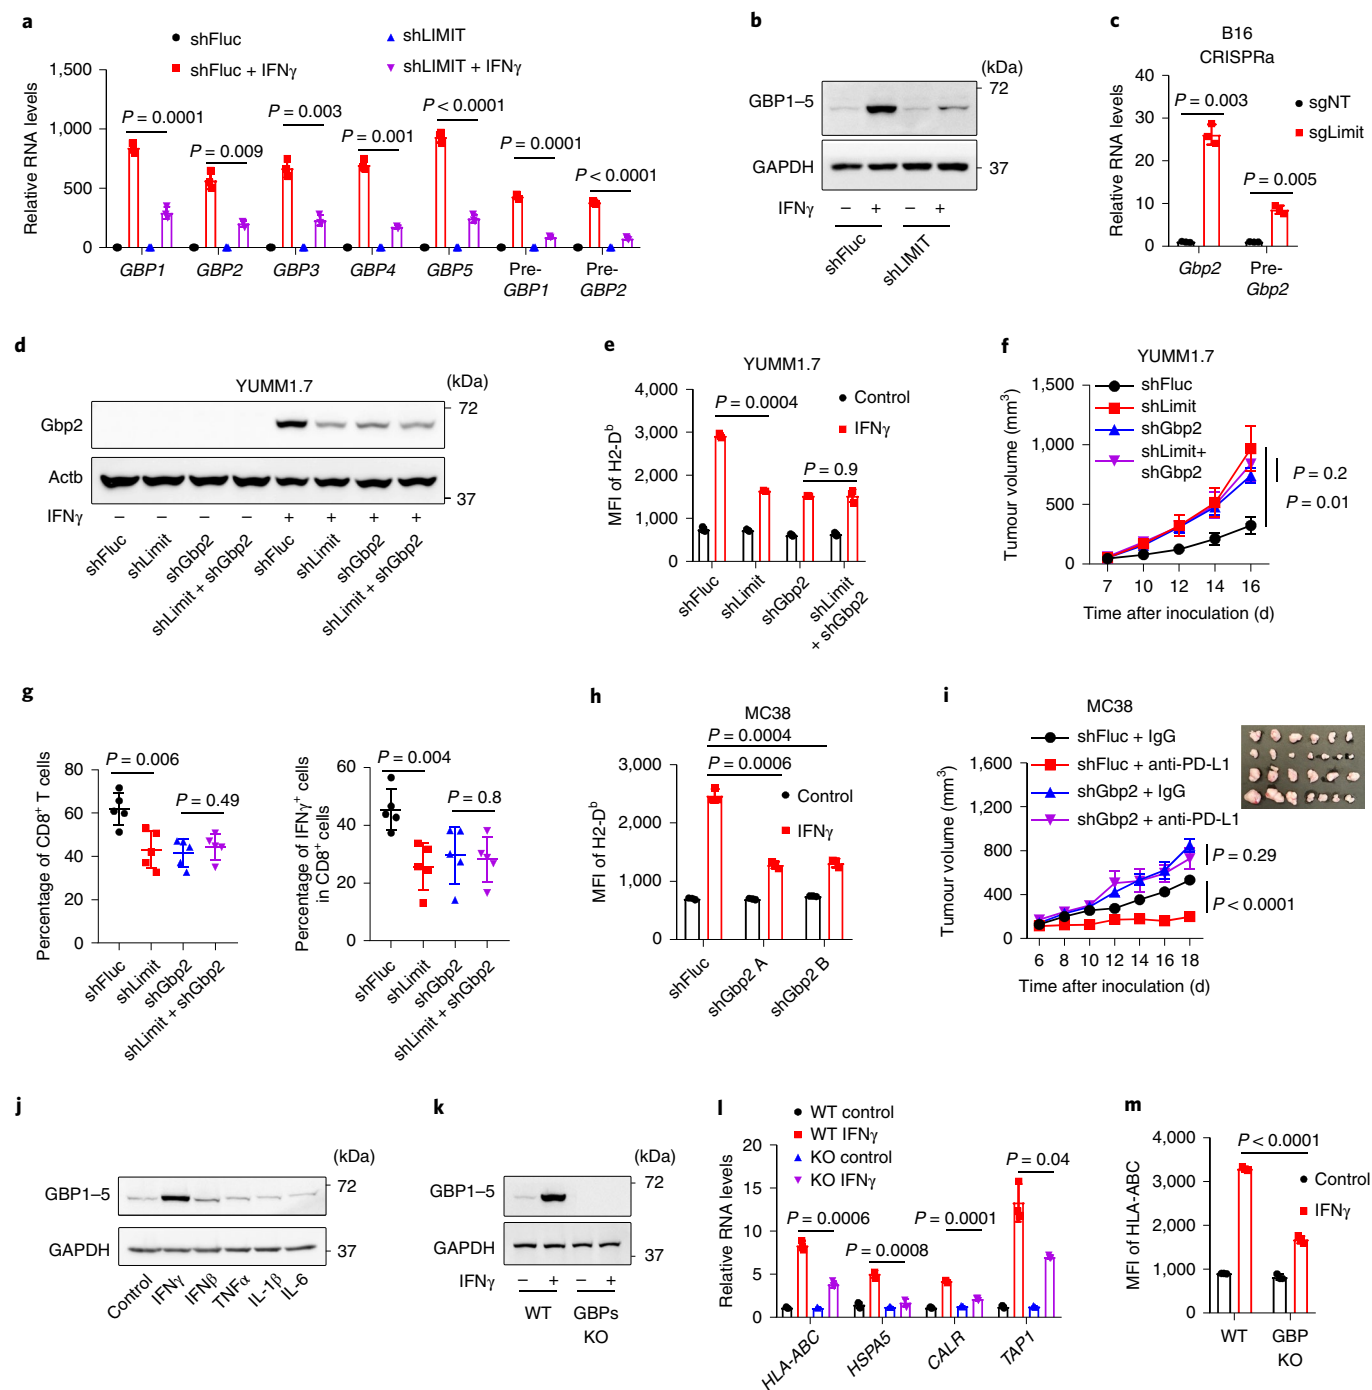 a
shFluc
shLIMIT
shFluc + IFNγ
shLIMIT + IFNγ
Relative RNA levels
1,500
1,000
500
0
P = 0.0001
P = 0.009
P = 0.003
P = 0.001
P < 0.0001
P = 0.0001
P < 0.0001
GBP1
GBP2
GBP3
GBP4
GBP5
Pre-
GBP1
Pre-
GBP2
b
(kDa)
72
GBP1–5
GAPDH
37
IFNγ
– + – +
shFluc
shLIMIT
c
B16
CRISPRa
sgNT
sgLimit
Relative RNA levels
40
30
20
10
0
P = 0.003
P = 0.005
Gbp2
Pre-
Gbp2
d
YUMM1.7
(kDa)
72
Gbp2
Actb
37
IFNγ
– – – – + + + +
shFluc
shLimit
shGbp2
shLimit + shGbp2
shFluc
shLimit
shGbp2
shLimit + shGbp2
e
YUMM1.7
Control
IFNγ
MFI of H2-Dᵇ
4,000
3,000
2,000
1,000
0
P = 0.0004
P = 0.9
shFluc
shLimit
shGbp2
shLimit
+ shGbp2
f
YUMM1.7
shFluc
shLimit
shGbp2
shLimit+
shGbp2
Tumour volume (mm³)
1,500
1,000
500
0
P = 0.2
P = 0.01
7 10 12 14 16
Time after inoculation (d)
g
Percentage of CD8⁺ T cells
80
60
40
20
0
P = 0.006
P = 0.49
shFluc
shLimit
shGbp2
shLimit + shGbp2
Percentage of IFNγ⁺ cells
in CD8⁺ cells
60
40
20
0
P = 0.004
P = 0.8
shFluc
shLimit
shGbp2
shLimit + shGbp2
h
MC38
P = 0.0004
P = 0.0006
Control
IFNγ
MFI of H2-Dᵇ
3,000
2,000
1,000
0
shFluc
shGbp2 A
shGbp2 B
i
MC38
shFluc + IgG
shFluc + anti-PD-L1
shGbp2 + IgG
shGbp2 + anti-PD-L1
Tumour volume (mm³)
1,600
1,200
800
400
0
P = 0.29
P < 0.0001
6 8 10 12 14 16 18
Time after inoculation (d)
j
(kDa)
72
GBP1–5
GAPDH
37
Control
IFNγ
IFNβ
TNFα
IL-1β
IL-6
k
(kDa)
72
GBP1–5
GAPDH
37
IFNγ
– + – +
WT
GBPs
KO
l
WT control
WT IFNγ
KO control
KO IFNγ
Relative RNA levels
20
15
10
5
0
P = 0.0006
P = 0.0008
P = 0.0001
P = 0.04
HLA-ABC
HSPA5
CALR
TAP1
m
MFI of HLA-ABC
4,000
3,000
2,000
1,000
0
P < 0.0001
Control
IFNγ
WT
GBP
KO